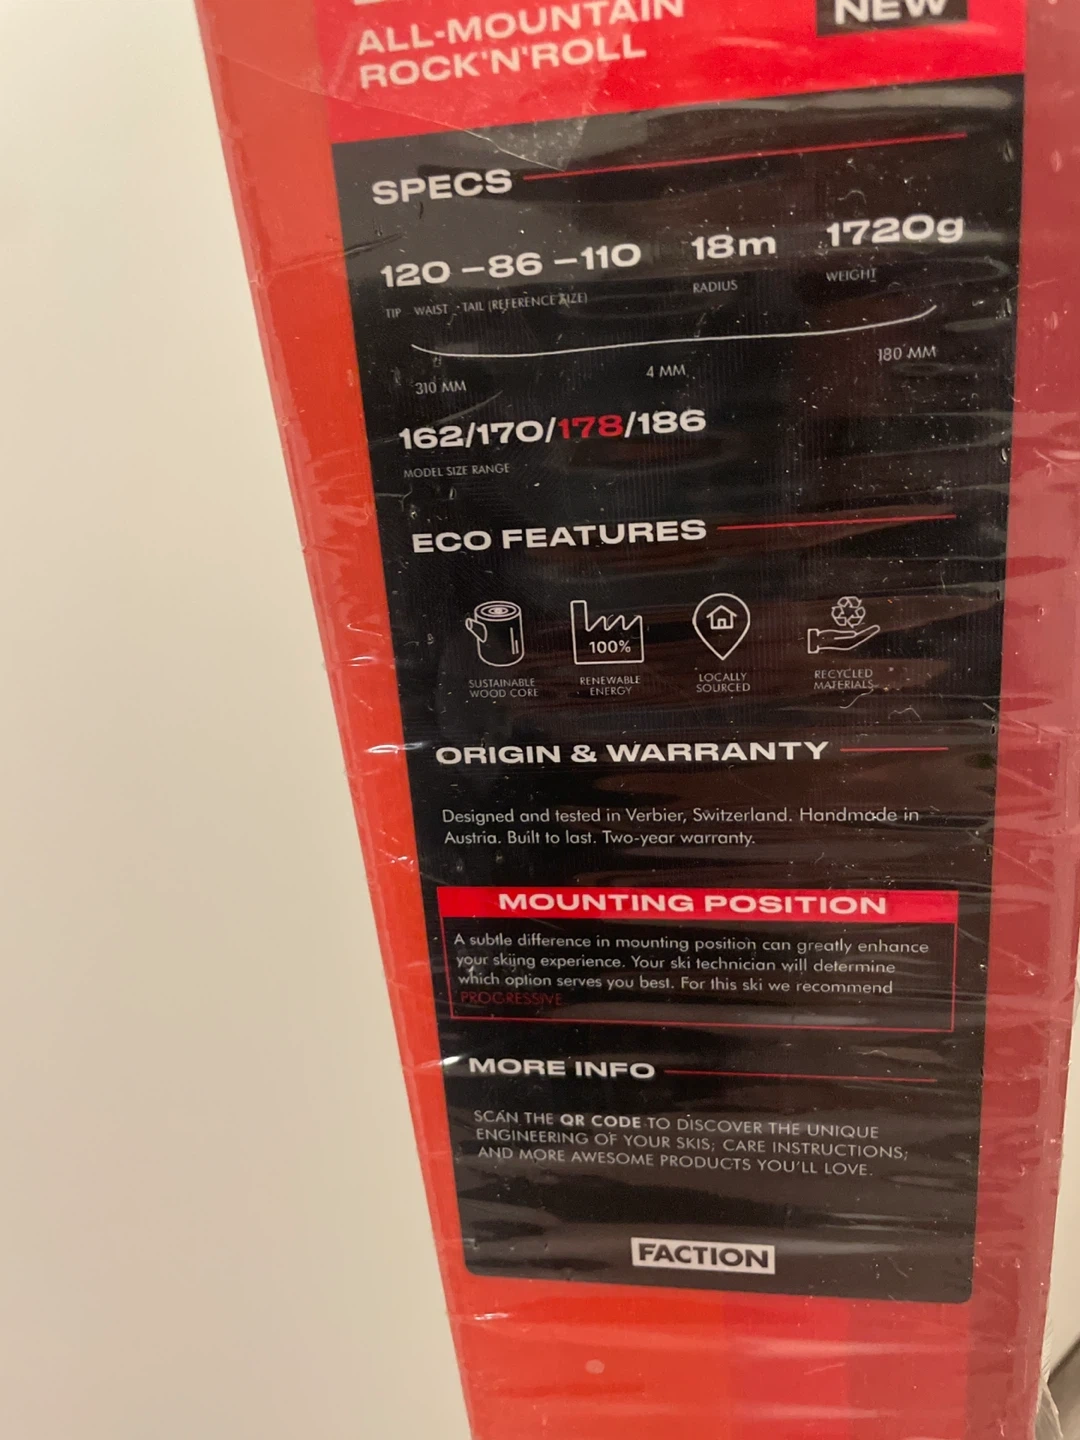 ALL-MOUNTAIN
ROCK'N'ROLL
NEW
SPECS
120 –86 –110
18m
1720g
TIP WAIST - TAIL (REFERENCE SIZE)
RADIUS
WEIGHT
310 MM
4 MM
180 MM
162/170/178/186
MODEL SIZE RANGE
ECO FEATURES
100%
SUSTAINABLE
WOOD CORE
RENEWABLE
ENERGY
LOCALLY
SOURCED
RECYCLED
MATERIALS
ORIGIN & WARRANTY
Designed and tested in Verbier, Switzerland. Handmade in
Austria. Built to last. Two-year warranty.
MOUNTING POSITION
A subtle difference in mounting position can greatly enhance
your skiing experience. Your ski technician will determine
which option serves you best. For this ski we recommend
PROGRESSIVE
MORE INFO
SCAN THE QR CODE TO DISCOVER THE UNIQUE
ENGINEERING OF YOUR SKIS; CARE INSTRUCTIONS;
AND MORE AWESOME PRODUCTS YOU'LL LOVE.
FACTION